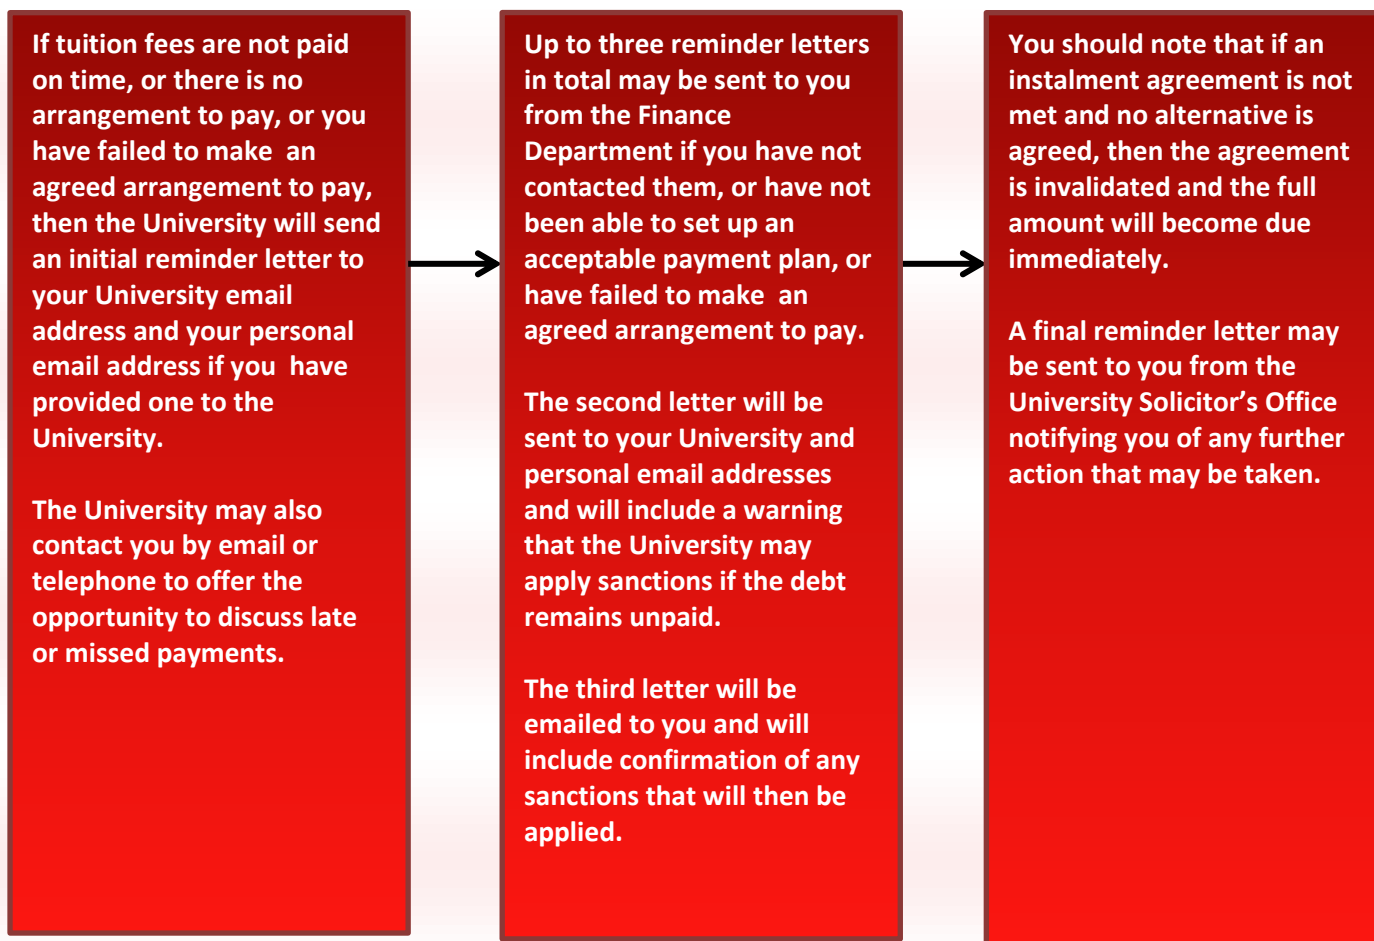 If tuition fees are not paid
on time, or there is no
arrangement to pay, or you
have failed to make  an
agreed arrangement to pay,
then the University will send
an initial reminder letter to
your University email
address and your personal
email address if you  have
provided one to the
University.
The University may also
contact you by email or
telephone to offer the
opportunity to discuss late
or missed payments.
Up to three reminder letters
in total may be sent to you
from the Finance
Department if you have not
contacted them, or have not
been able to set up an
acceptable payment plan, or
have failed to make  an
agreed arrangement to pay.
The second letter will be
sent to your University and
personal email addresses
and will include a warning
that the University may
apply sanctions if the debt
remains unpaid.
The third letter will be
emailed to you and will
include confirmation of any
sanctions that will then be
applied.
You should note that if an
instalment agreement is not
met and no alternative is
agreed, then the agreement
is invalidated and the full
amount will become due
immediately.
A final reminder letter may
be sent to you from the
University Solicitor’s Office
notifying you of any further
action that may be taken.